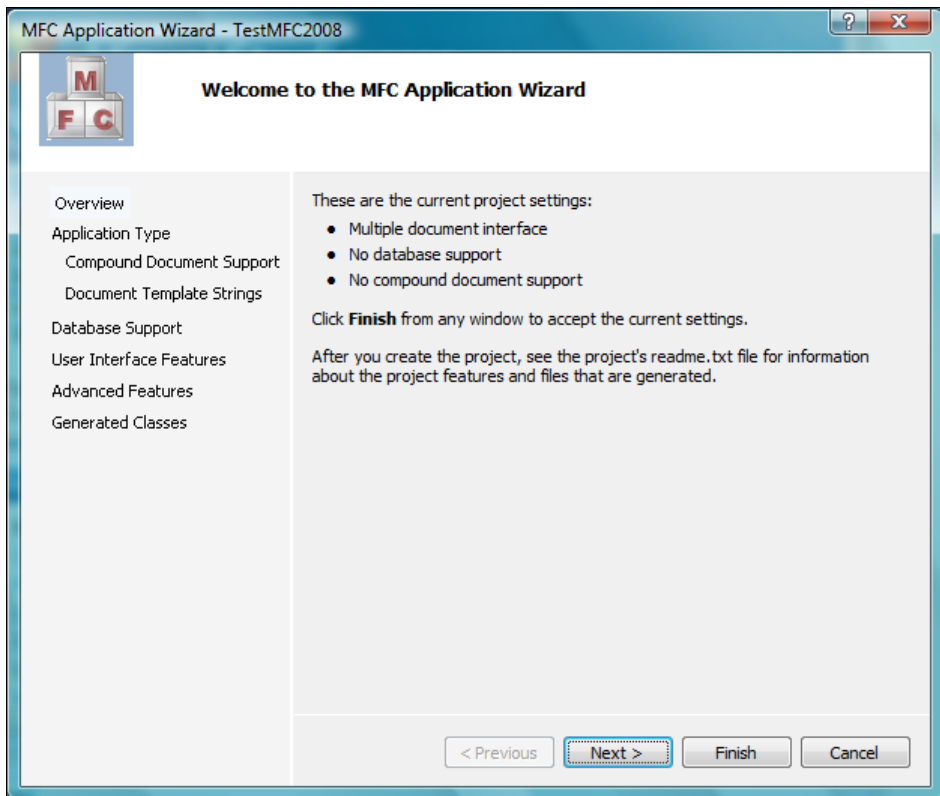 MFC Application Wizard - TestMFC2008
?
X
M
F C
Welcome to the MFC Application Wizard
Overview
Application Type
Compound Document Support
Document Template Strings
Database Support
User Interface Features
Advanced Features
Generated Classes
These are the current project settings:
• Multiple document interface
• No database support
• No compound document support
Click Finish from any window to accept the current settings.
After you create the project, see the project's readme.txt file for information
about the project features and files that are generated.
< Previous
Next >
Finish
Cancel